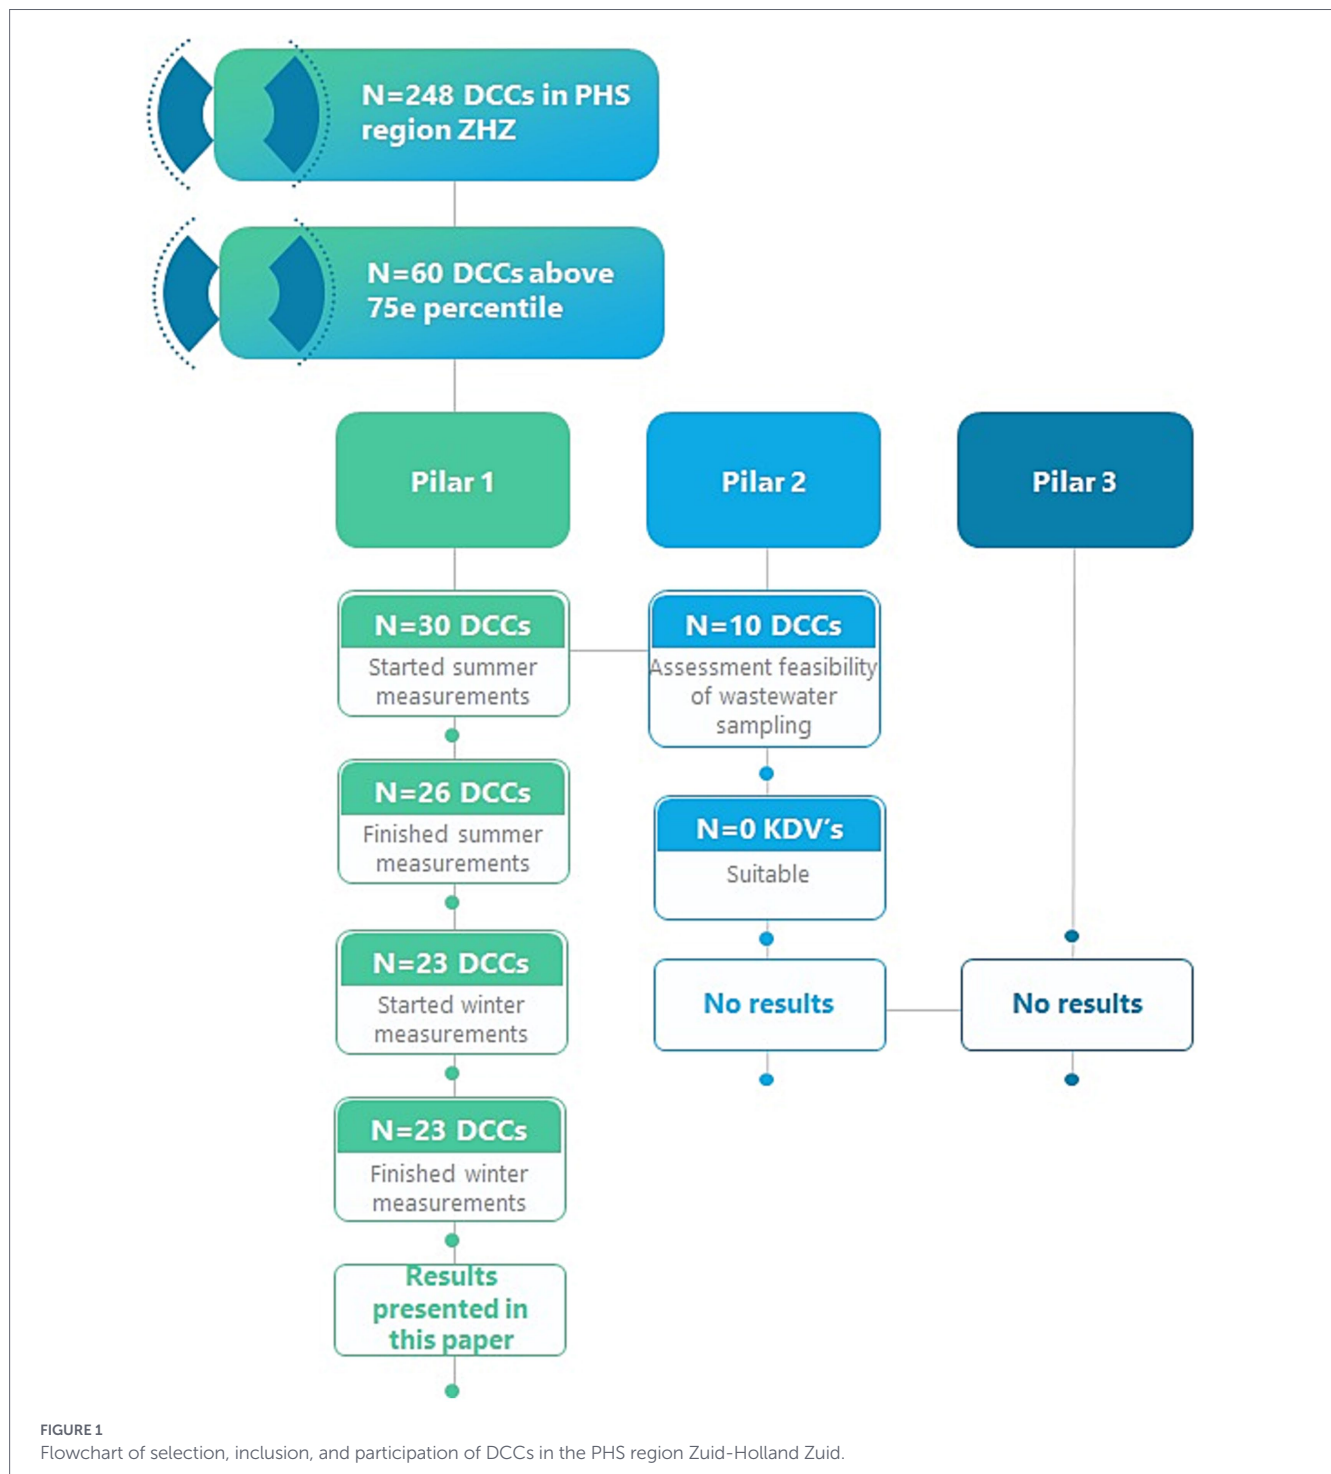 N=248 DCCs in PHS
region ZHZ
N=60 DCCs above
75e percentile
Pilar 1
Pilar 2
Pilar 3
N=30 DCCs
Started summer
measurements
N=10 DCCs
Assessment feasibility
of wastewater
sampling
N=26 DCCs
Finished summer
measurements
N=0 KDV's
Suitable
N=23 DCCs
Started winter
measurements
No results
No results
N=23 DCCs
Finished winter
measurements
Results
presented in
this paper
FIGURE 1
Flowchart of selection, inclusion, and participation of DCCs in the PHS region Zuid-Holland Zuid.